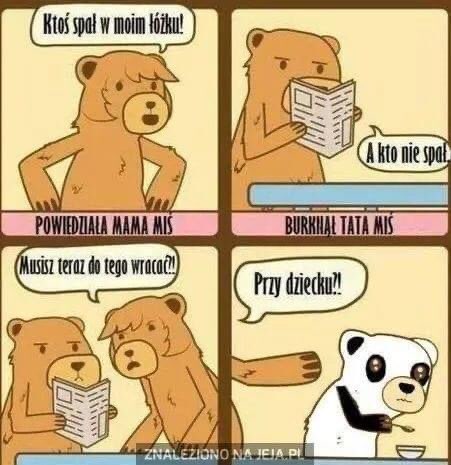 Ktoś spał w moim łóżku!
POWIEDZIAŁA MAMA MIŚ
A kto nie spał.
BURKNĄŁ TATA MIŚ
Musisz teraz do tego wracać?!
Przy dziecku?!
ZNALEZIONO NA JEJA.PL